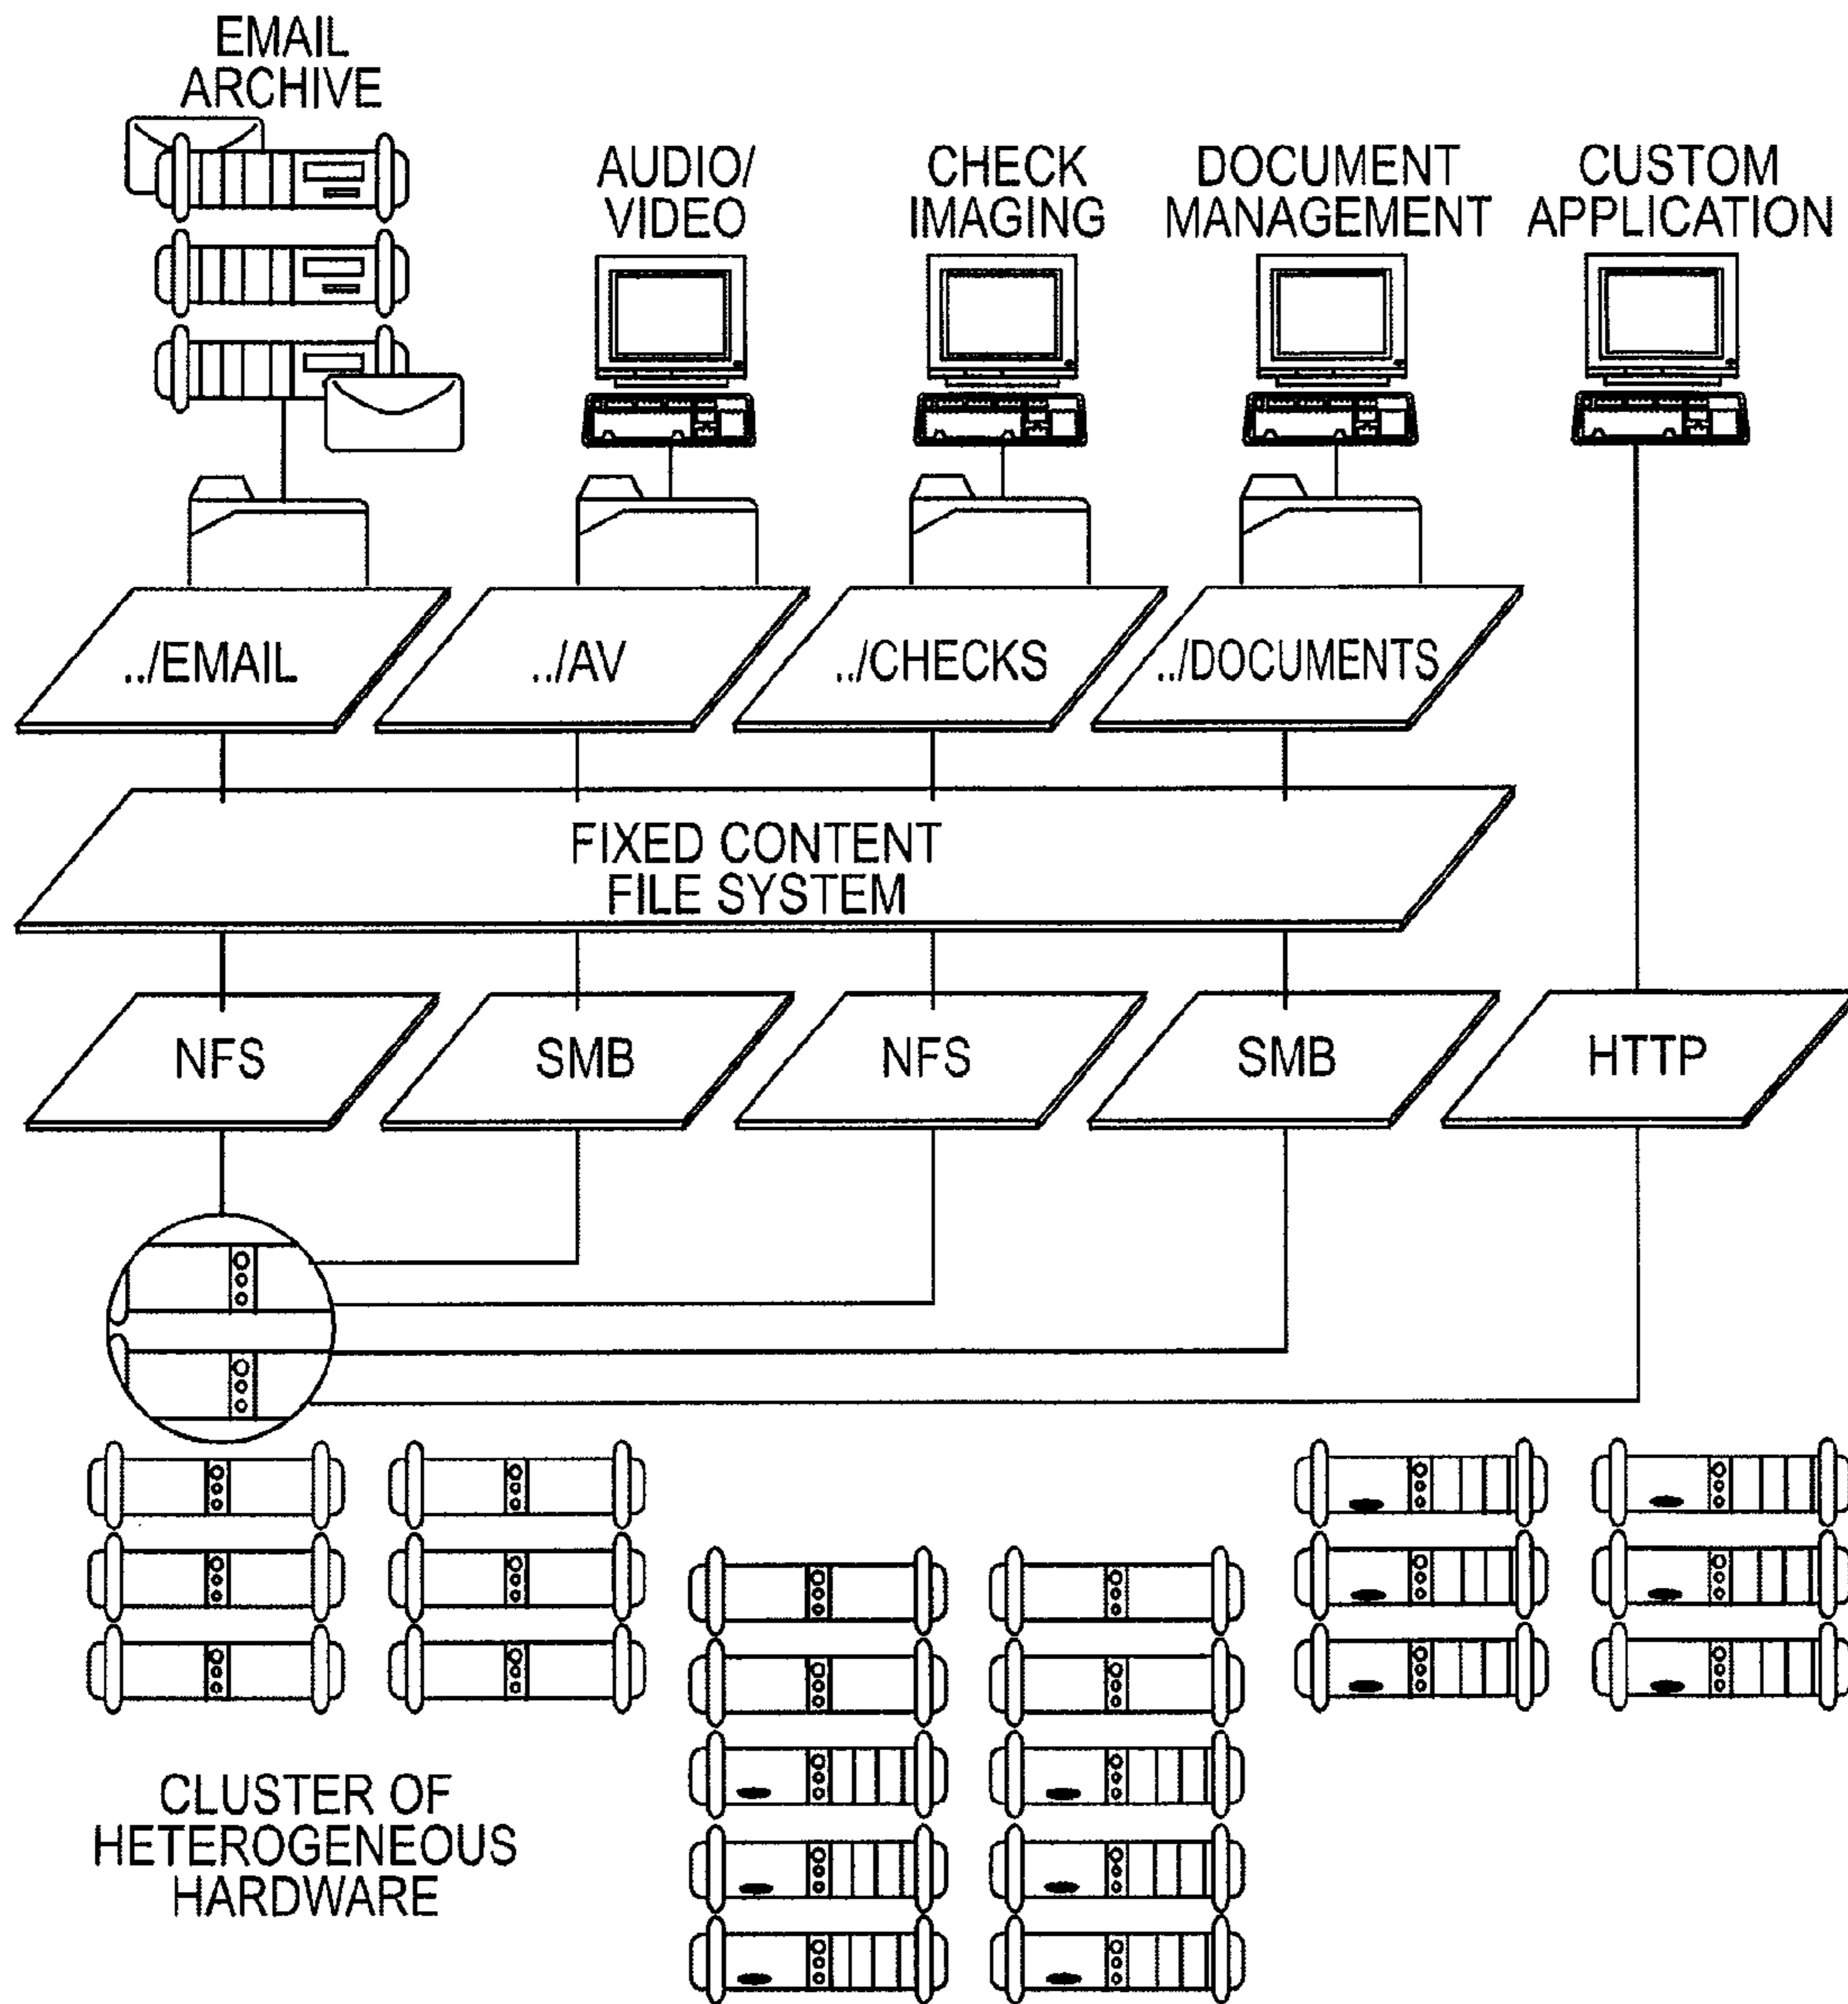 EMAIL
ARCHIVE
AUDIO/
VIDEO
CHECK
IMAGING
DOCUMENT
MANAGEMENT
CUSTOM
APPLICATION
../EMAIL
../AV
../CHECKS
../DOCUMENTS
FIXED CONTENT
FILE SYSTEM
NFS
SMB
NFS
SMB
HTTP
CLUSTER OF
HETEROGENEOUS
HARDWARE